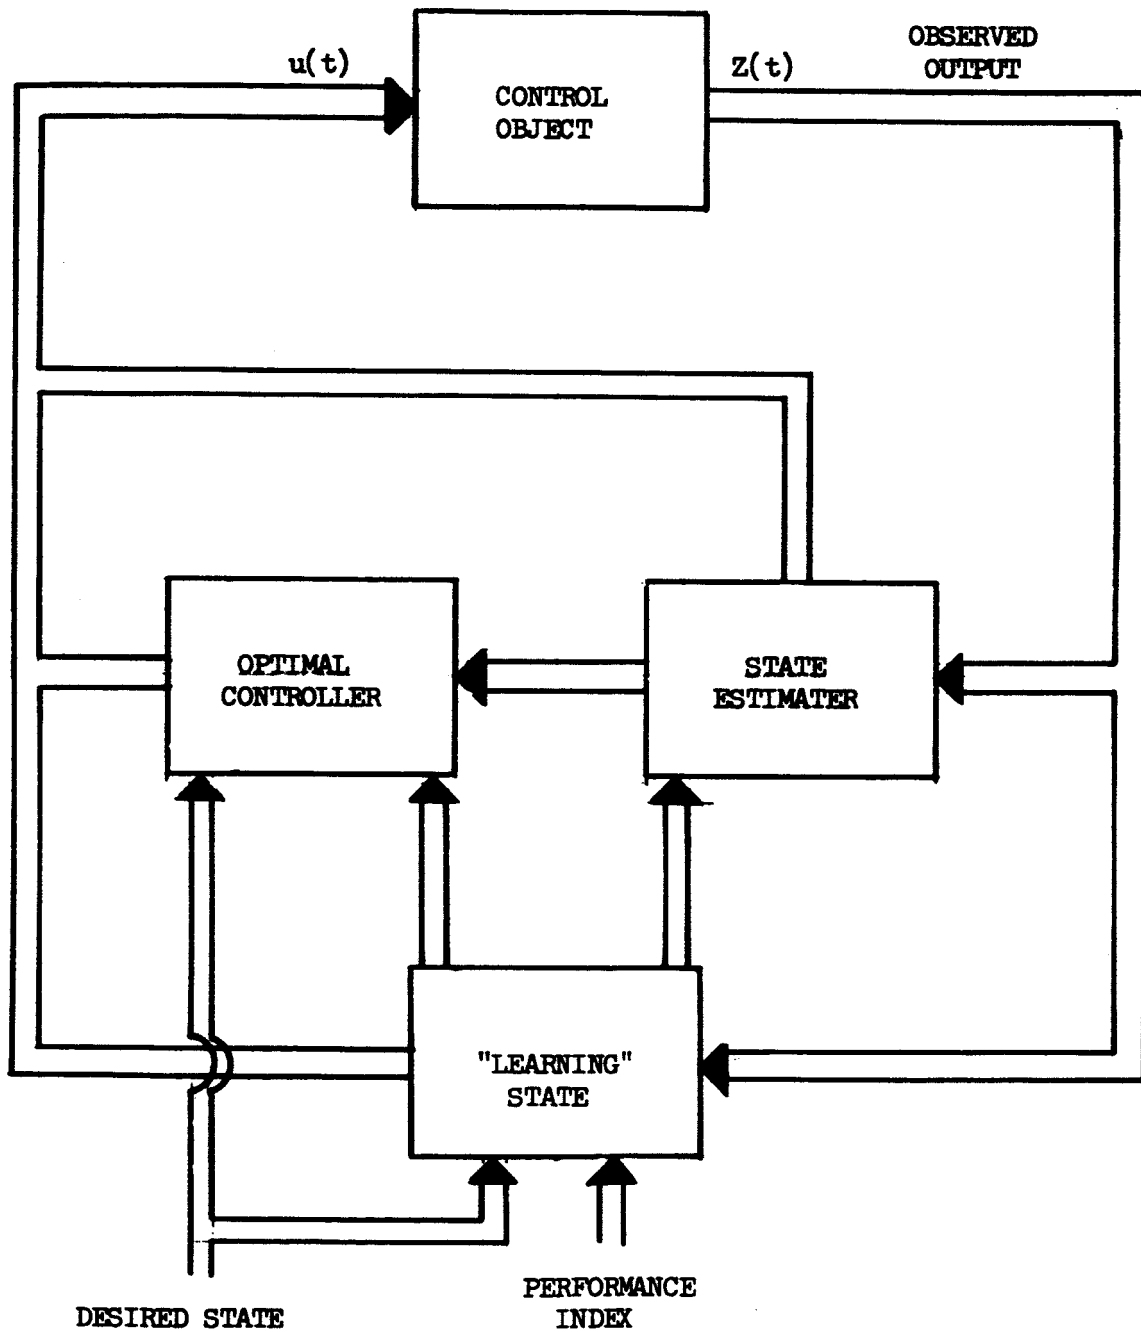 u(t)
CONTROL
OBJECT
Z(t)
OBSERVED
OUTPUT
OPTIMAL
CONTROLLER
STATE
ESTIMATER
"LEARNING"
STATE
DESIRED STATE
PERFORMANCE
INDEX